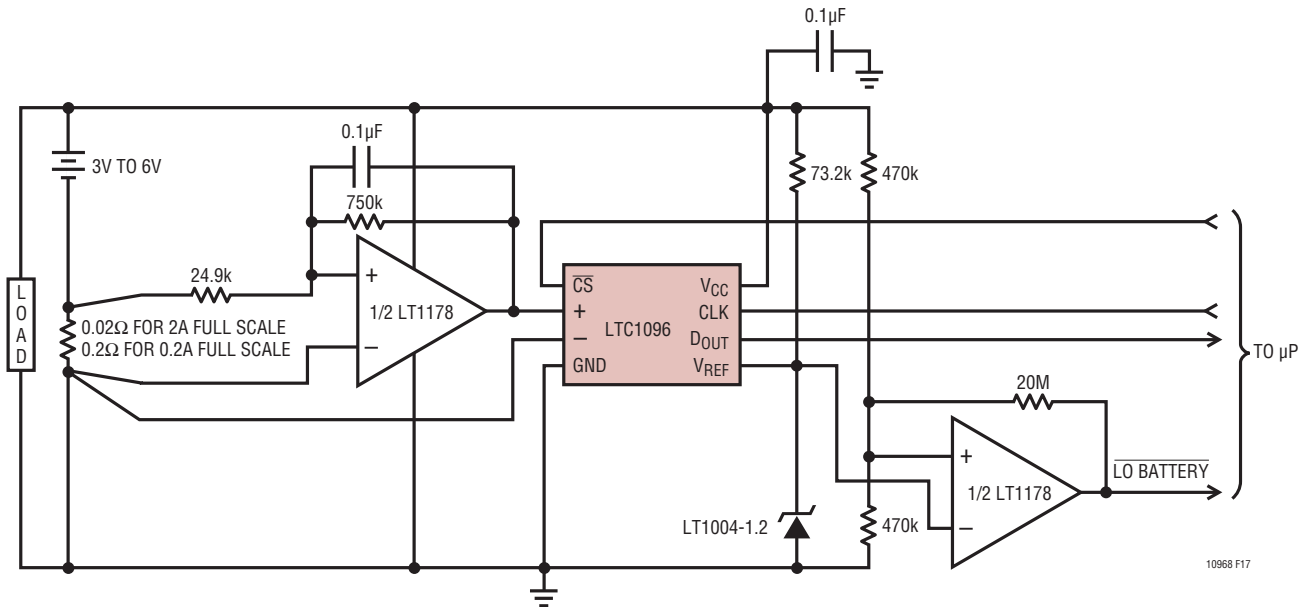 0.1µF
3V TO 6V
0.1µF
750k
73.2k
470k
LOAD
24.9k
0.02Ω FOR 2A FULL SCALE
0.2Ω FOR 0.2A FULL SCALE
+
1/2 LT1178
–
CS
+
–
GND
LTC1096
VCC
CLK
DOUT
VREF
TO µP
20M
+
1/2 LT1178
–
LO BATTERY
LT1004-1.2
470k
10968 F17